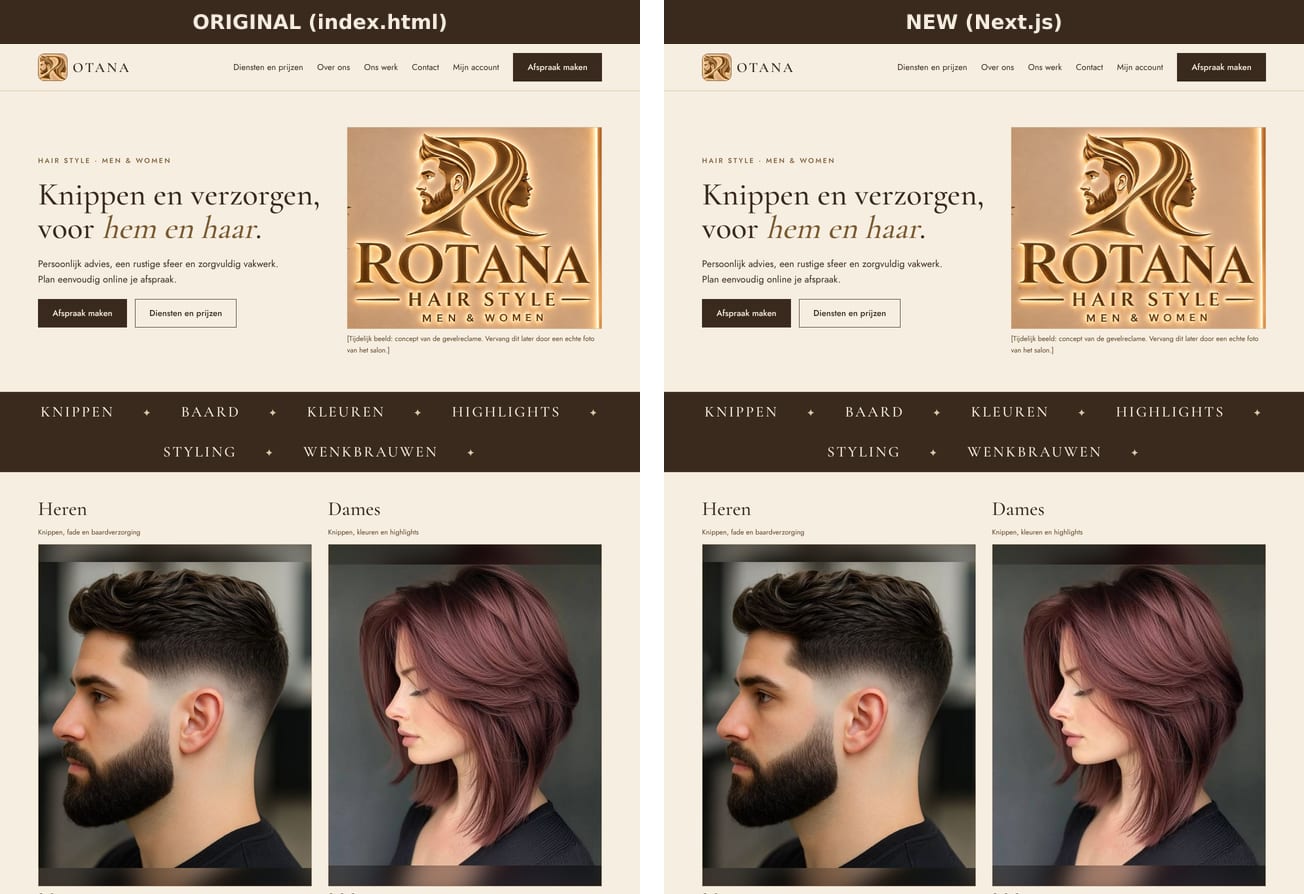 ORIGINAL (index.html)
OTANA
Diensten en prijzen
Over ons
Ons werk
Contact
Mijn account
Afspraak maken
HAIR STYLE · MEN & WOMEN
Knippen en verzorgen,
voor hem en haar.
Persoonlijk advies, een rustige sfeer en zorgvuldig vakwerk.
Plan eenvoudig online je afspraak.
Afspraak maken
Diensten en prijzen
ROTANA
HAIR STYLE
MEN & WOMEN
[Tijdelijk beeld: concept van de gevelreclame. Vervang dit later door een echte foto
van het salon.]
KNIPPEN ✦ BAARD ✦ KLEUREN ✦ HIGHLIGHTS ✦
STYLING ✦ WENKBRAUWEN ✦
Heren
Knippen, fade en baardverzorging
Dames
Knippen, kleuren en highlights
NEW (Next.js)
OTANA
Diensten en prijzen
Over ons
Ons werk
Contact
Mijn account
Afspraak maken
HAIR STYLE · MEN & WOMEN
Knippen en verzorgen,
voor hem en haar.
Persoonlijk advies, een rustige sfeer en zorgvuldig vakwerk.
Plan eenvoudig online je afspraak.
Afspraak maken
Diensten en prijzen
ROTANA
HAIR STYLE
MEN & WOMEN
[Tijdelijk beeld: concept van de gevelreclame. Vervang dit later door een echte foto
van het salon.]
KNIPPEN ✦ BAARD ✦ KLEUREN ✦ HIGHLIGHTS ✦
STYLING ✦ WENKBRAUWEN ✦
Heren
Knippen, fade en baardverzorging
Dames
Knippen, kleuren en highlights